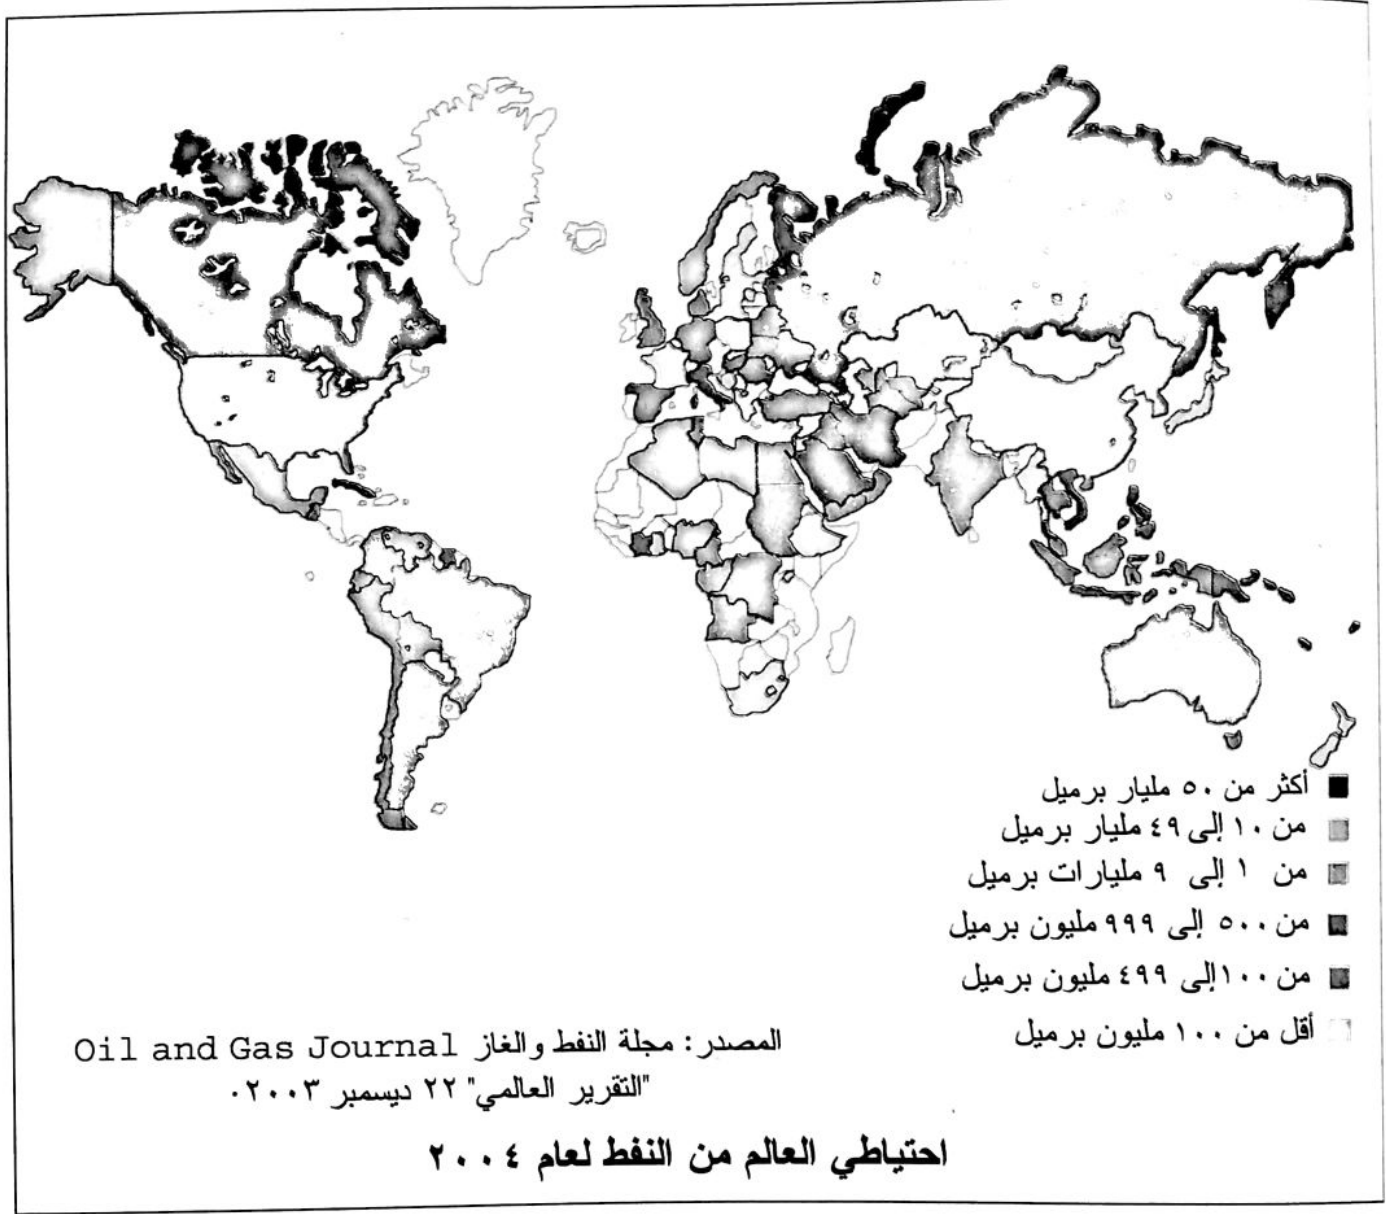 أكثر من ٥٠ مليار برميل
من ١٠ إلى ٤٩ مليار برميل
من ١ إلى ٩ مليارات برميل
من ٥٠٠ إلى ٩٩٩ مليون برميل
من ١٠٠إلى ٤٩٩ مليون برميل
أقل من ١٠٠ مليون برميل
المصدر: مجلة النفط والغاز Oil and Gas Journal
"التقرير العالمي" ٢٢ ديسمبر ٢٠٠٣.
احتياطي العالم من النفط لعام ٢٠٠٤